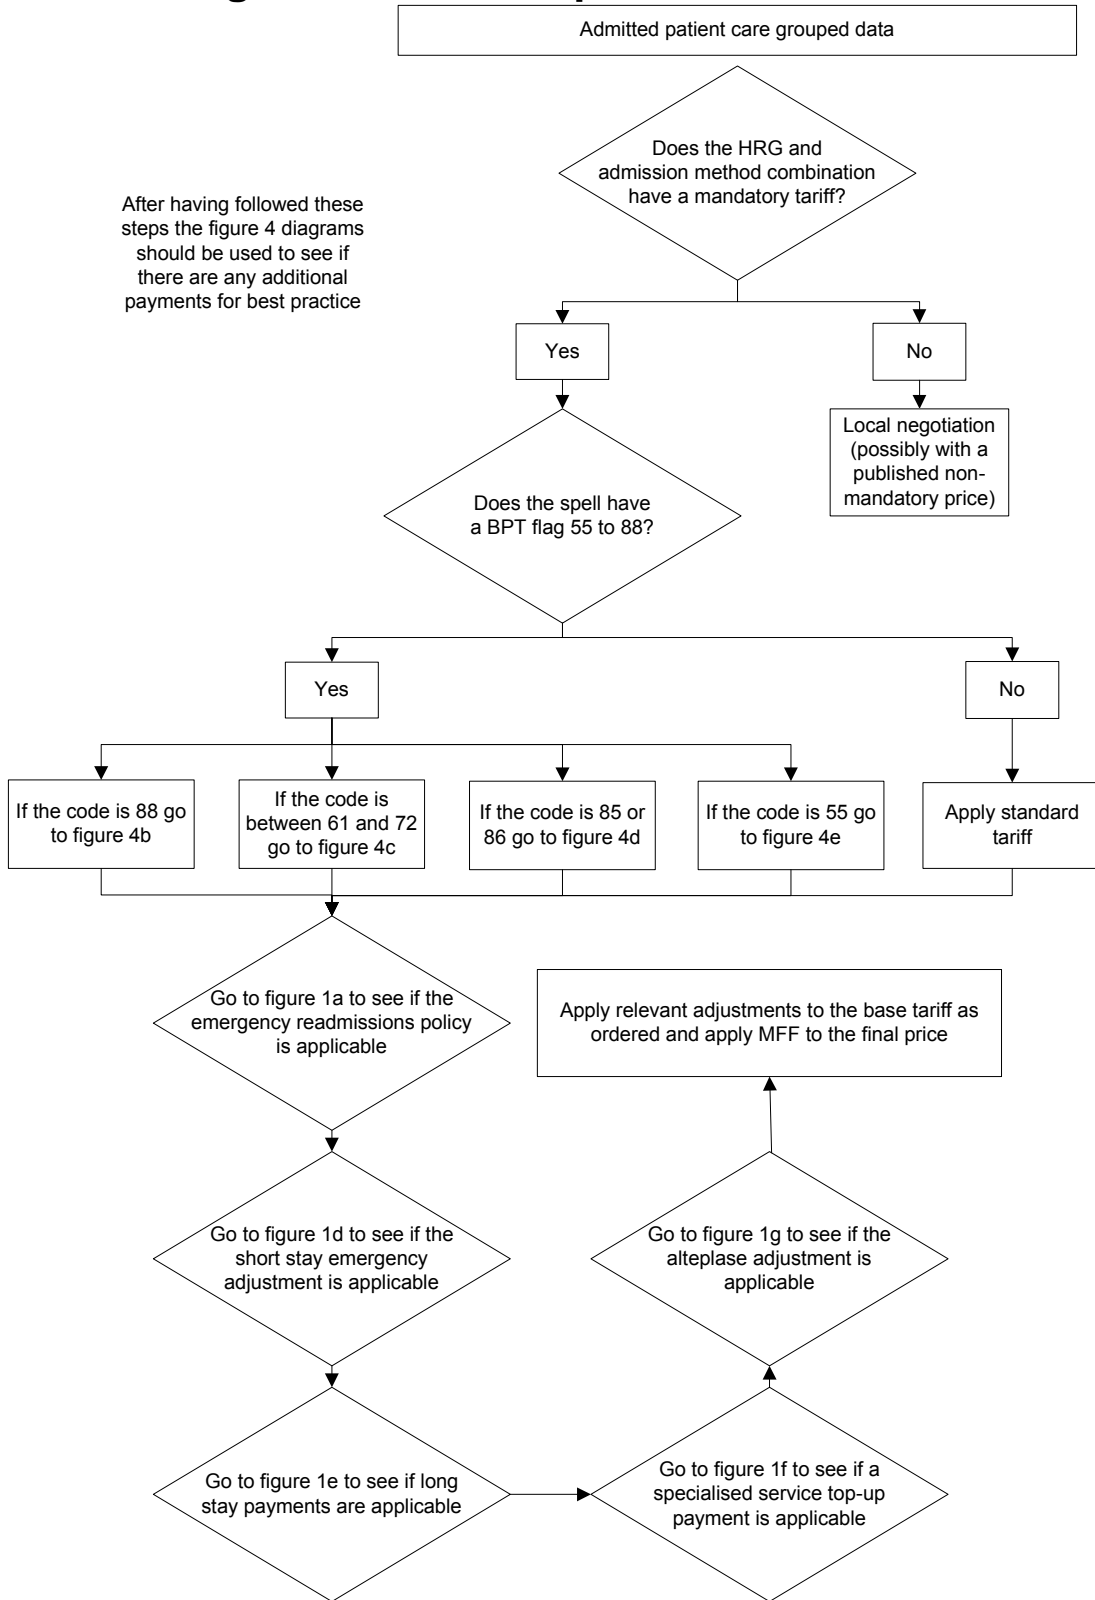 Admitted patient care grouped data
Does the HRG and
admission method combination
have a mandatory tariff?
After having followed these
steps the figure 4 diagrams
should be used to see if
there are any additional
payments for best practice
Yes
No
Local negotiation
(possibly with a
published non-
mandatory price)
Does the spell have
a BPT flag 55 to 88?
Yes
No
If the code is 88 go
to figure 4b
If the code is
between 61 and 72
go to figure 4c
If the code is 85 or
86 go to figure 4d
If the code is 55 go
to figure 4e
Apply standard
tariff
Go to figure 1a to see if the
emergency readmissions policy
is applicable
Apply relevant adjustments to the base tariff as
ordered and apply MFF to the final price
Go to figure 1d to see if the
short stay emergency
adjustment is applicable
Go to figure 1g to see if the
alteplase adjustment is
applicable
Go to figure 1e to see if long
stay payments are applicable
Go to figure 1f to see if a
specialised service top-up
payment is applicable